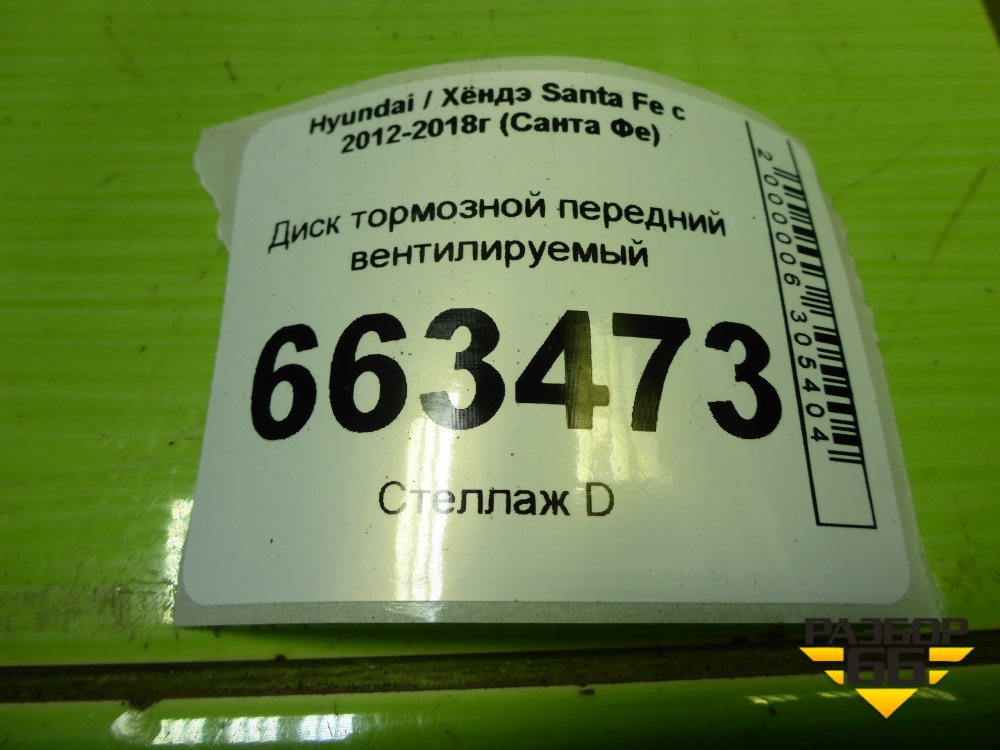 Hyundai / Хёндэ Santa Fe с
2012-2018г (Санта Фе)
Диск тормозной передний
вентилируемый
663473
Стеллаж D
2000006305404
РАЗБОР
66